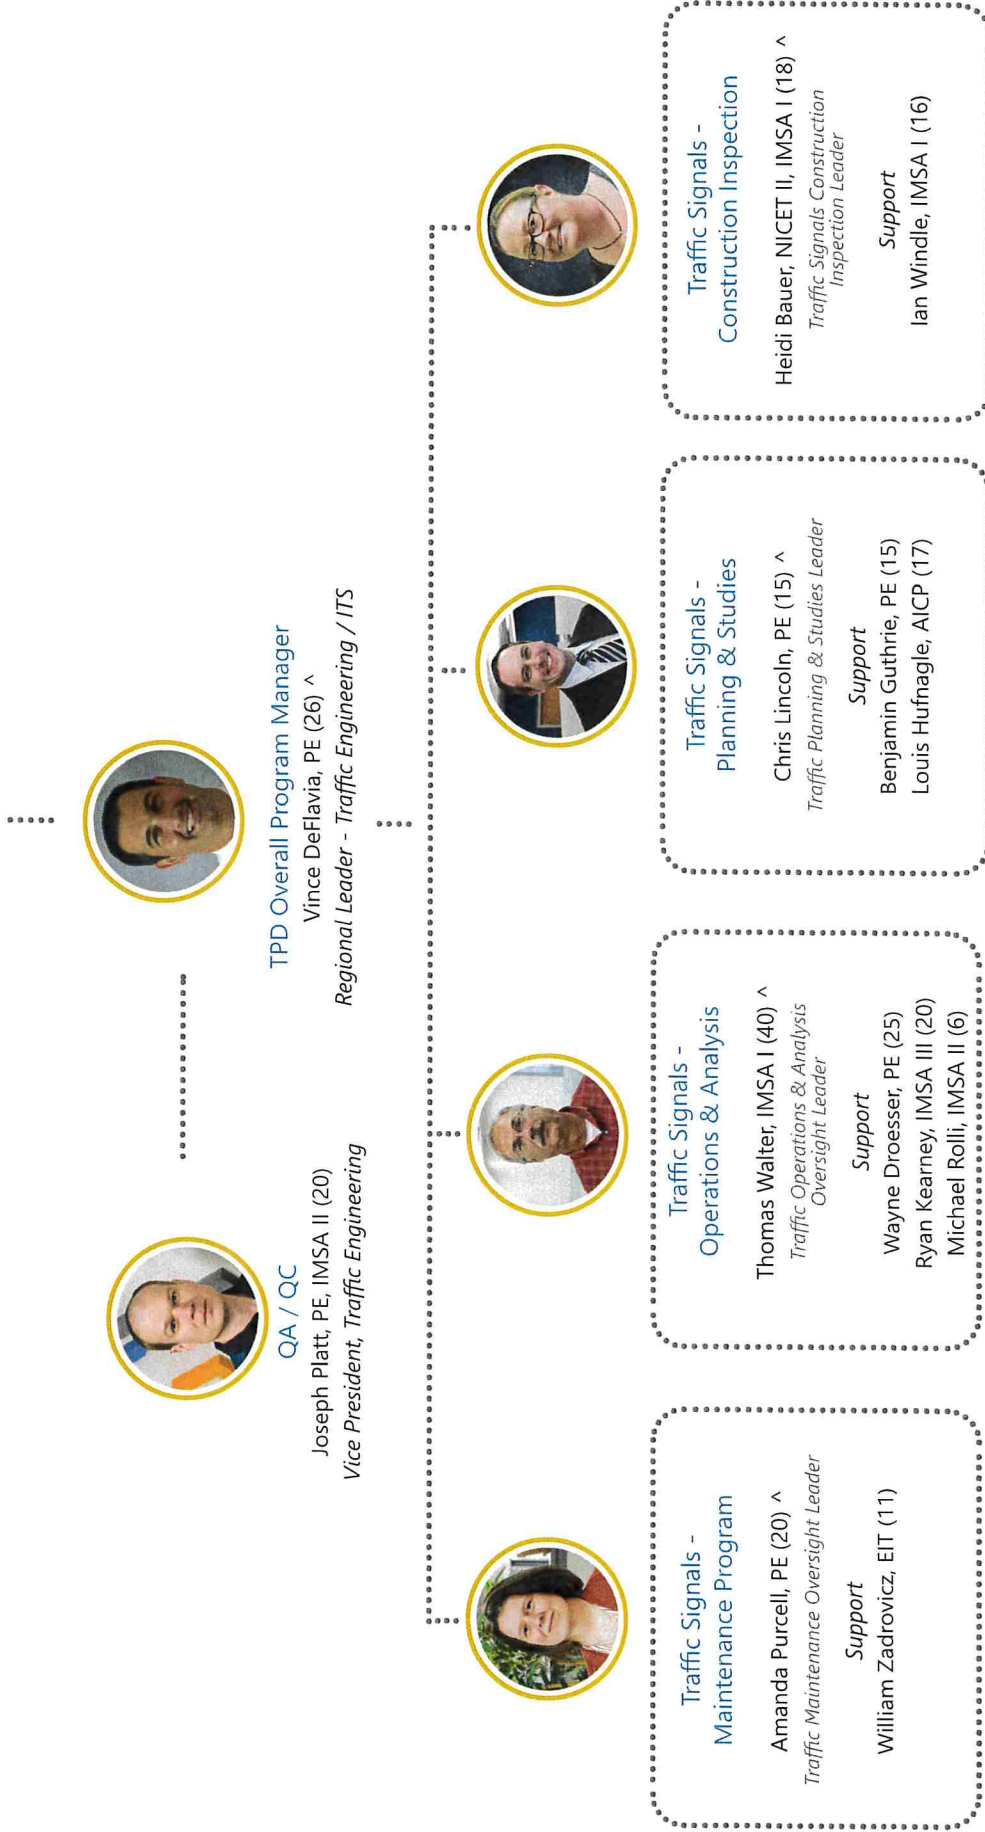 TPD Overall Program Manager
Vince DeFlavia, PE (26) ^
Regional Leader - Traffic Engineering / ITS
QA / QC
Joseph Platt, PE, IMSA II (20)
Vice President, Traffic Engineering
Traffic Signals -
Maintenance Program
Amanda Purcell, PE (20) ^
Traffic Maintenance Oversight Leader
Support
William Zadrovicz, EIT (11)
Traffic Signals -
Operations & Analysis
Thomas Walter, IMSA I (40) ^
Traffic Operations & Analysis
Oversight Leader
Support
Wayne Droesser, PE (25)
Ryan Kearney, IMSA III (20)
Michael Rolli, IMSA II (6)
Traffic Signals -
Planning & Studies
Chris Lincoln, PE (15) ^
Traffic Planning & Studies Leader
Support
Benjamin Guthrie, PE (15)
Louis Hufnagle, AICP (17)
Traffic Signals -
Construction Inspection
Heidi Bauer, NICET II, IMSA I (18) ^
Traffic Signals Construction
Inspection Leader
Support
Ian Windle, IMSA I (16)